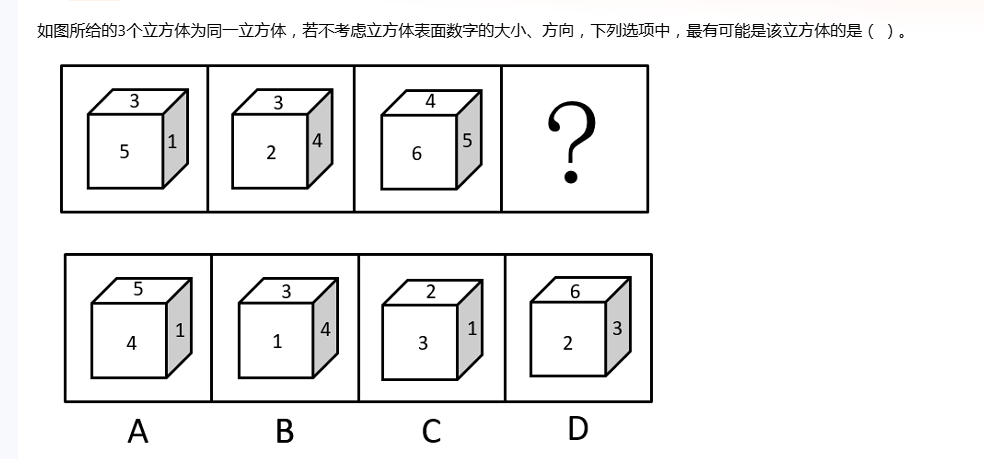 如图所给的3个立方体为同一立方体，若不考虑立方体表面数字的大小、方向，下列选项中，最有可能是该立方体的是（ ）。
3 3 4
5 1 2 4 6 5 ?
5 3 2 6
4 1 1 4 3 1 2 3
A B C D